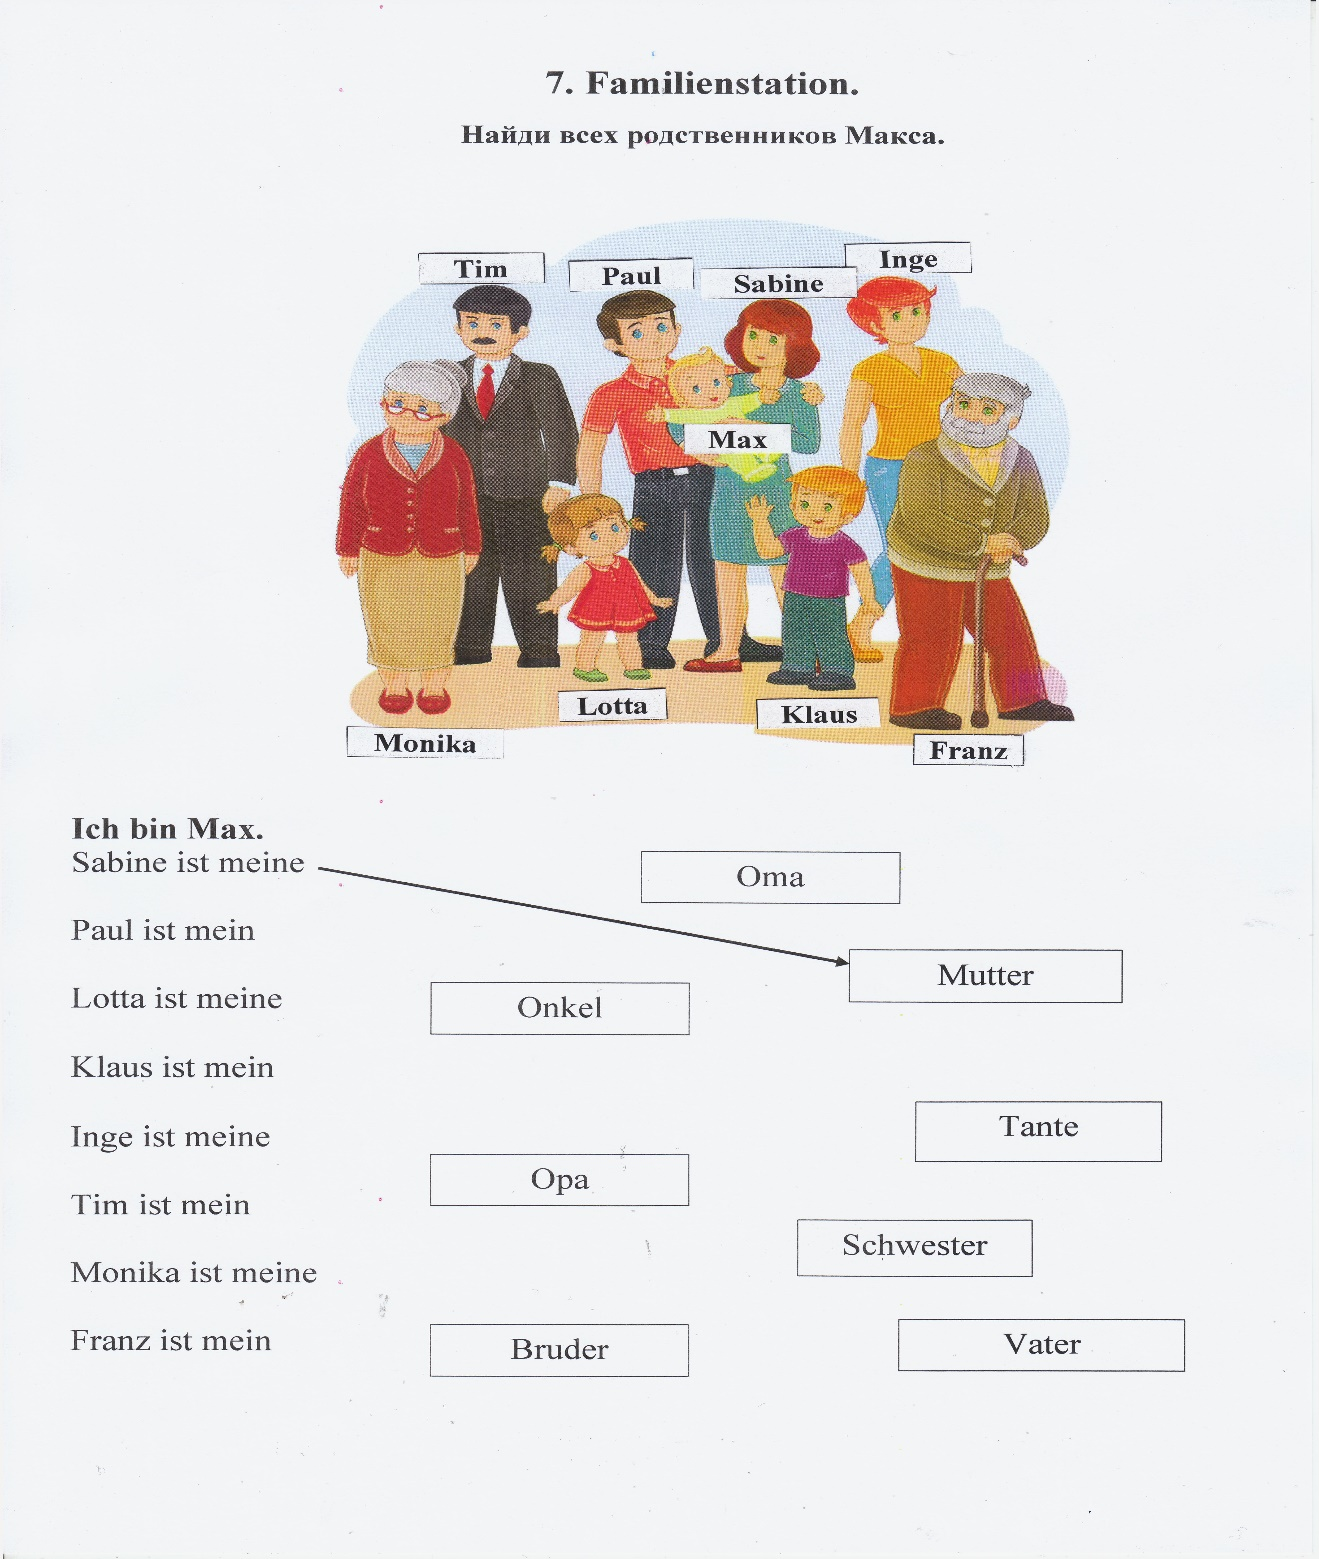 7. Familienstation.
Найди всех родственников Макса.
Tim
Paul
Sabine
Inge
Max
Lotta
Klaus
Monika
Franz
Ich bin Max.
Sabine ist meine
Oma
Paul ist mein
Mutter
Lotta ist meine
Onkel
Klaus ist mein
Tante
Inge ist meine
Opa
Tim ist mein
Schwester
Monika ist meine
Franz ist mein
Bruder
Vater